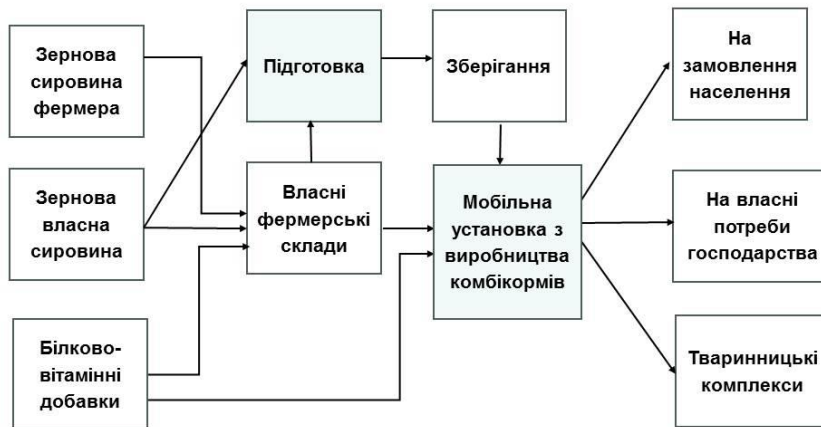 Зернова
сировина
фермера
Підготовка
Зберігання
На
замовлення
населення
Зернова
власна
сировина
Власні
фермерські
склади
Мобільна
установка з
виробництва
комбікормів
На власні
потреби
господарства
Білково-
вітамінні
добавки
Тваринницькі
комплекси